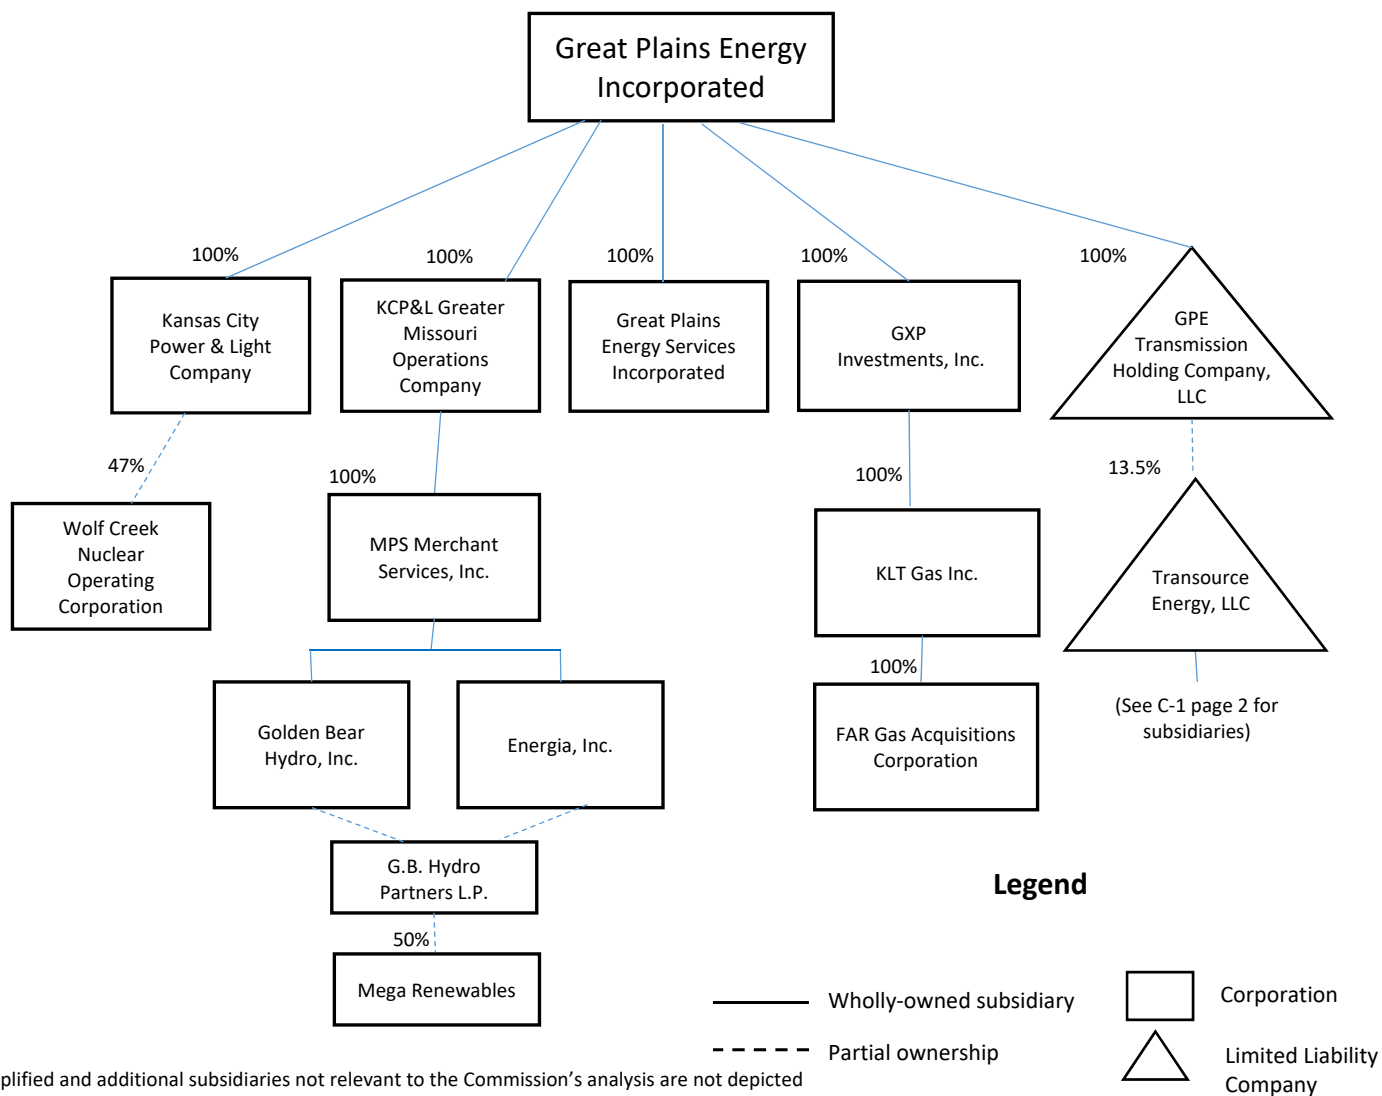 Great Plains Energy
Incorporated
100%
100%
100%
100%
100%
Kansas City
Power & Light
Company
KCP&L Greater
Missouri
Operations
Company
Great Plains
Energy Services
Incorporated
GXP
Investments, Inc.
GPE
Transmission
Holding Company,
LLC
47%
100%
100%
13.5%
Wolf Creek
Nuclear
Operating
Corporation
MPS Merchant
Services, Inc.
KLT Gas Inc.
Transource
Energy, LLC
100%
Golden Bear
Hydro, Inc.
Energia, Inc.
FAR Gas Acquisitions
Corporation
(See C-1 page 2 for
subsidiaries)
G.B. Hydro
Partners L.P.
50%
Mega Renewables
Legend
Wholly-owned subsidiary
Corporation
Partial ownership
Limited Liability
Company
plified and additional subsidiaries not relevant to the Commission’s analysis are not depicted